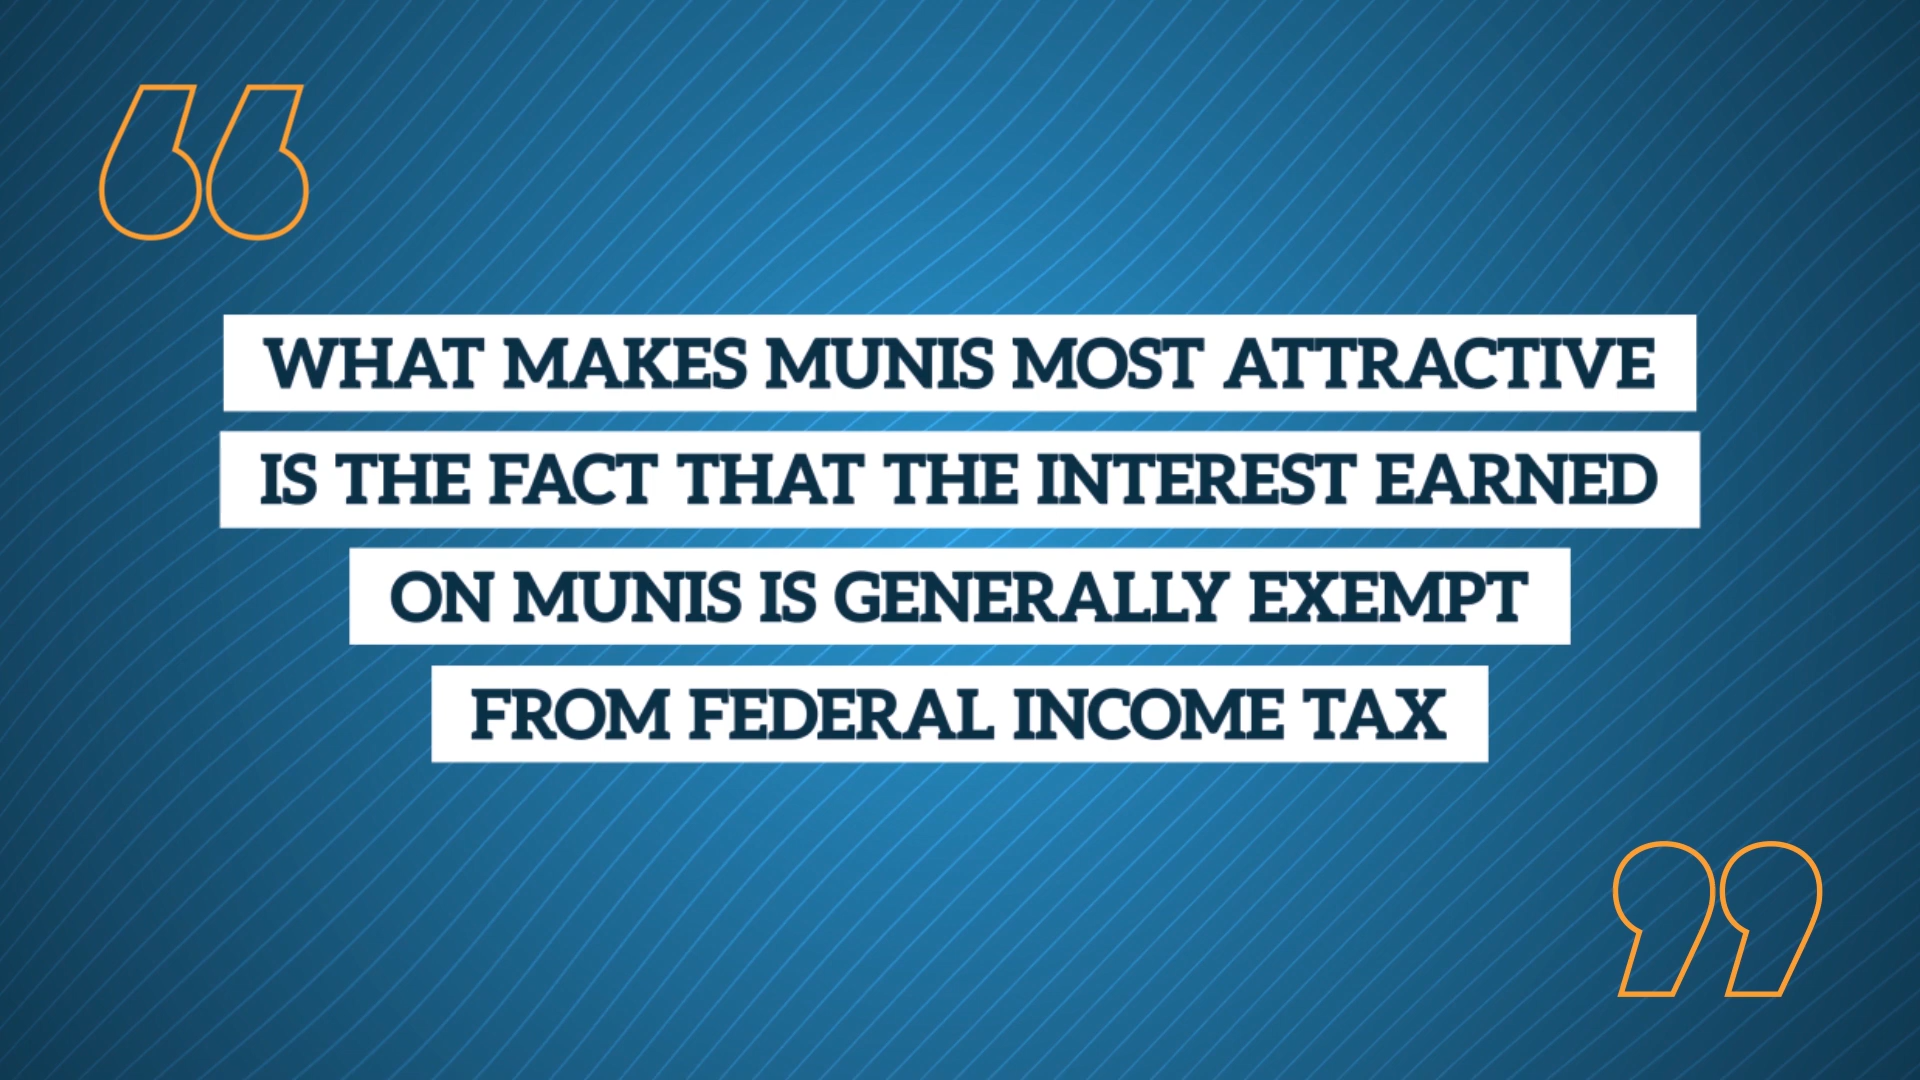 WHAT MAKES MUNIS MOST ATTRACTIVE
IS THE FACT THAT THE INTEREST EARNED
ON MUNIS IS GENERALLY EXEMPT
FROM FEDERAL INCOME TAX